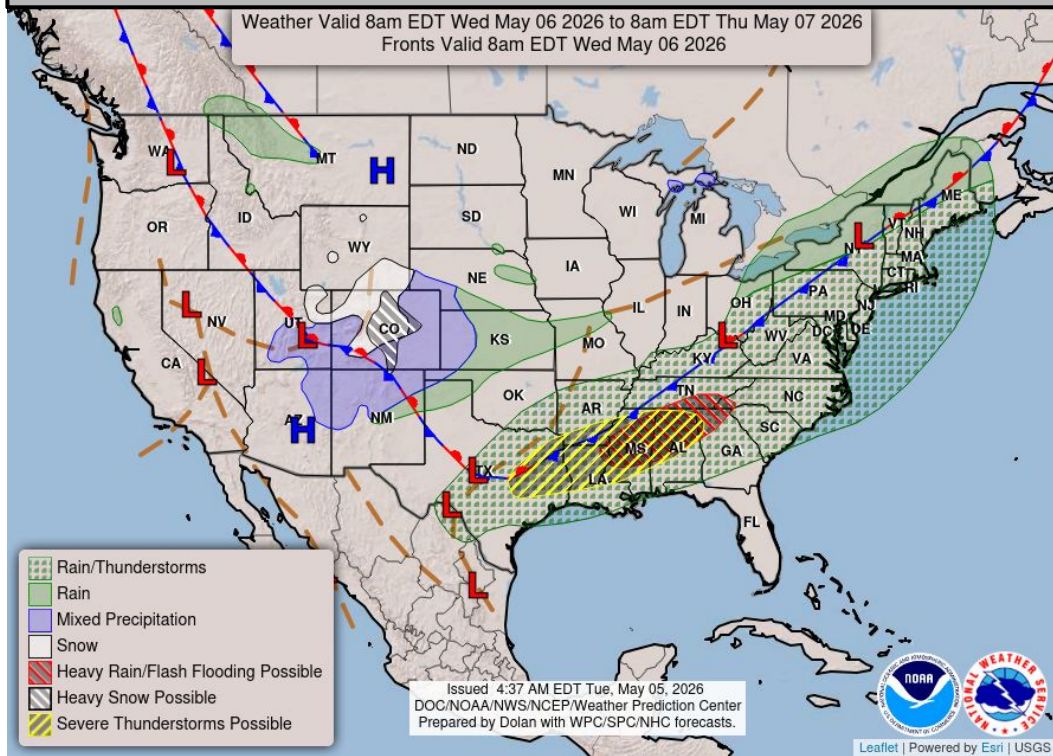 Weather Valid 8am EDT Wed May 06 2026 to 8am EDT Thu May 07 2026
Fronts Valid 8am EDT Wed May 06 2026
WA
MT
H
ND
MN
L
OR
ID
WY
SD
WI
MI
ME
VT
NH
L
NY
MA
CT
RI
NE
IA
L
NV
UT
L
CO
KS
MO
IL
IN
OH
PA
NJ
MD
DE
DC
L
WV
VA
KY
CA
L
AZ
H
NM
OK
AR
TN
NC
SC
MS
AL
GA
L
TX
LA
L
FL
L
Rain/Thunderstorms
Rain
Mixed Precipitation
Snow
Heavy Rain/Flash Flooding Possible
Heavy Snow Possible
Severe Thunderstorms Possible
Issued 4:37 AM EDT Tue, May 05, 2026
DOC/NOAA/NWS/NCEP/Weather Prediction Center
Prepared by Dolan with WPC/SPC/NHC forecasts.
NOAA
NATIONAL WEATHER SERVICE
Leaflet | Powered by Esri | USGS